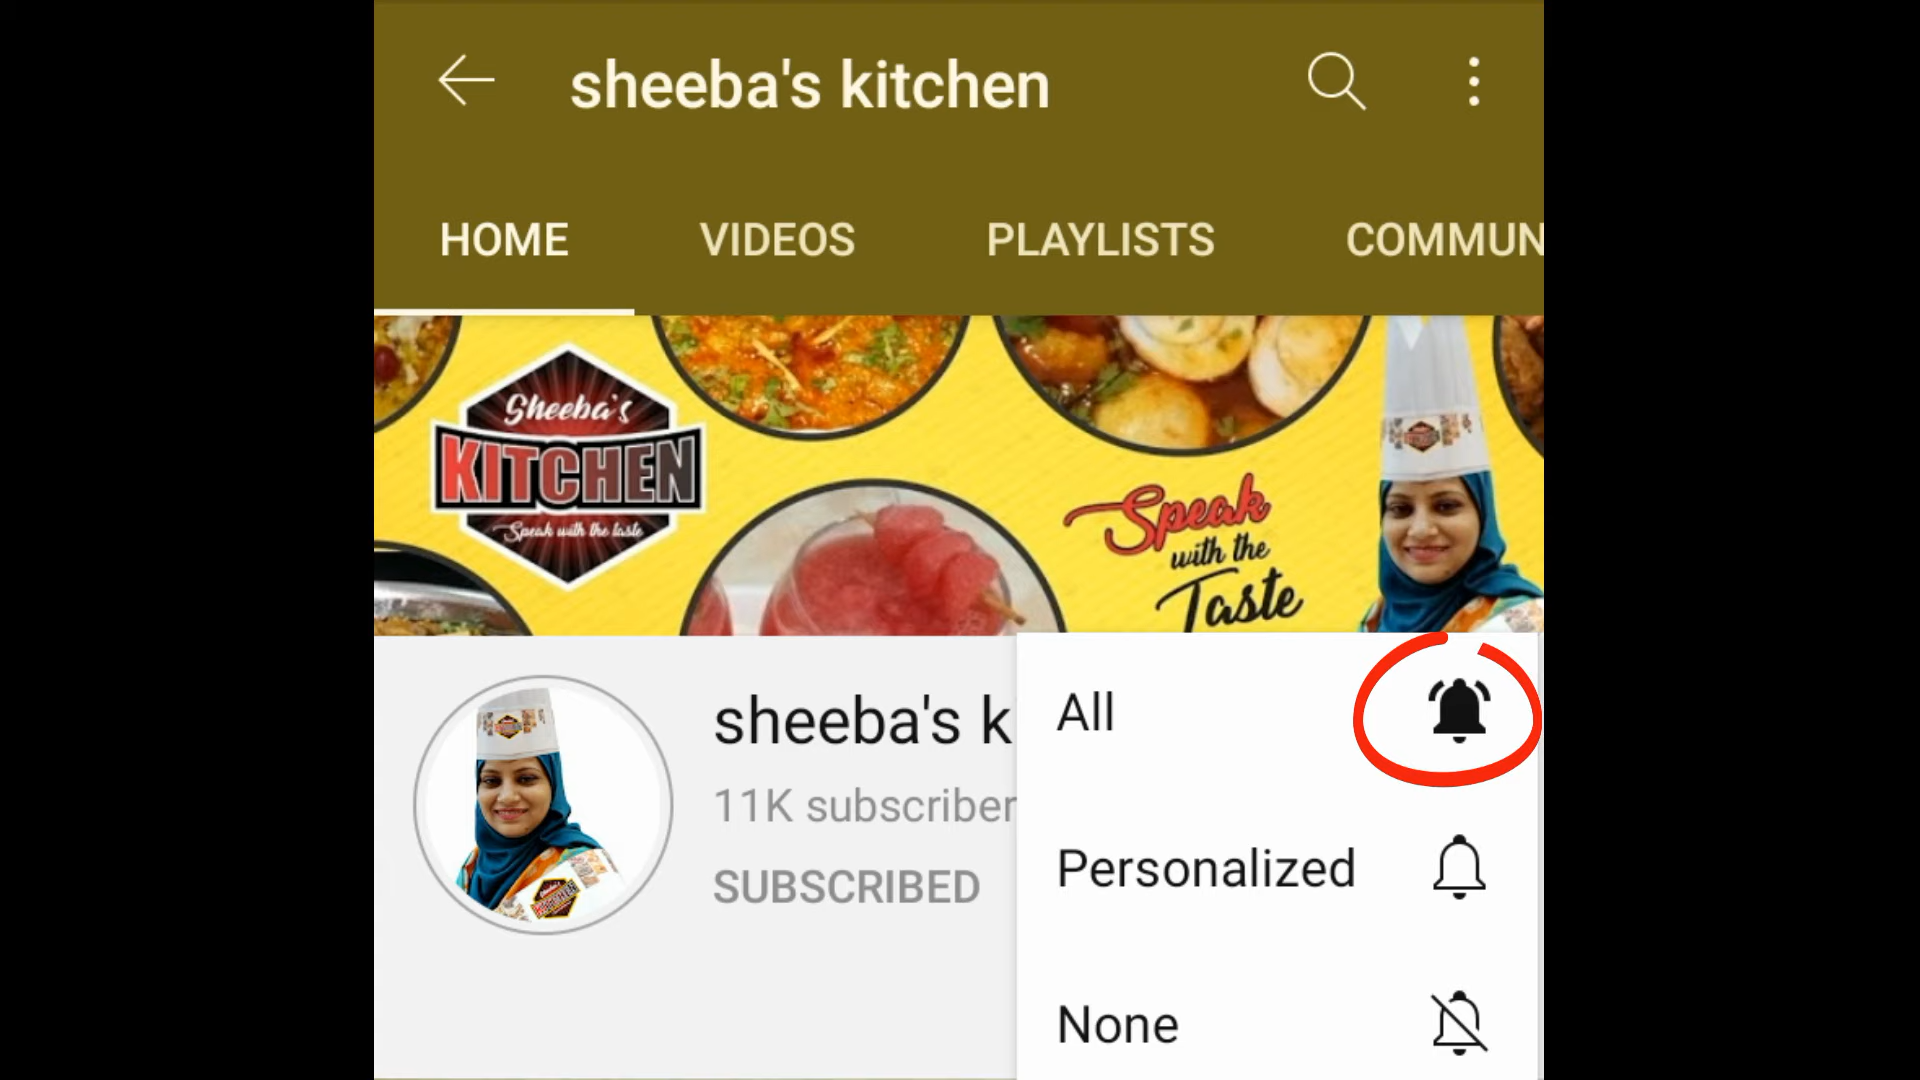 sheeba's kitchen
HOME VIDEOS PLAYLISTS COMMUN
Sheeba's
KITCHEN
Speak with the taste
Speak
with the
Taste
sheeba's k
11K subscriber
SUBSCRIBED
All
Personalized
None